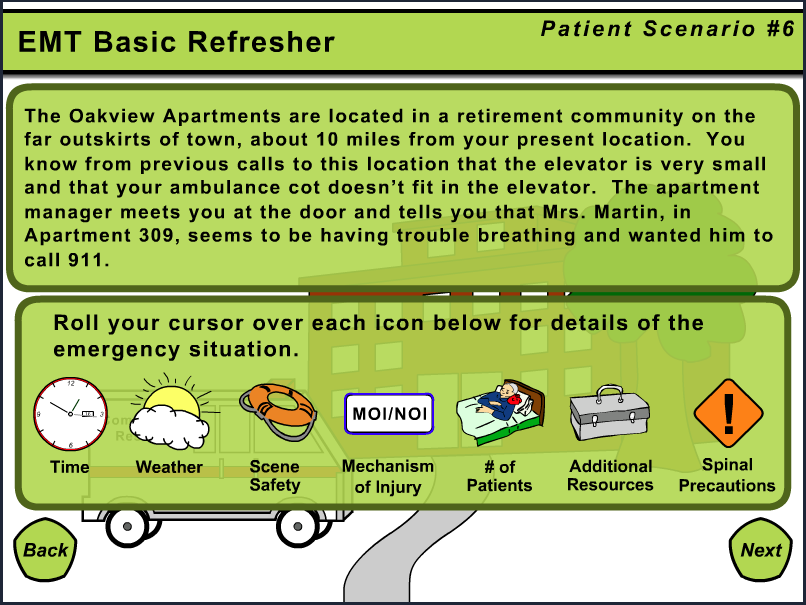 EMT Basic Refresher
Patient Scenario #6
The Oakview Apartments are located in a retirement community on the
far outskirts of town, about 10 miles from your present location.  You
know from previous calls to this location that the elevator is very small
and that your ambulance cot doesn't fit in the elevator.  The apartment
manager meets you at the door and tells you that Mrs. Martin, in
Apartment 309, seems to be having trouble breathing and wanted him to
call 911.
Roll your cursor over each icon below for details of the
emergency situation.
12
3
6
9
MOI/NOI
!
Time
Weather
Scene
Safety
Mechanism
of Injury
# of
Patients
Additional
Resources
Spinal
Precautions
Back
Next